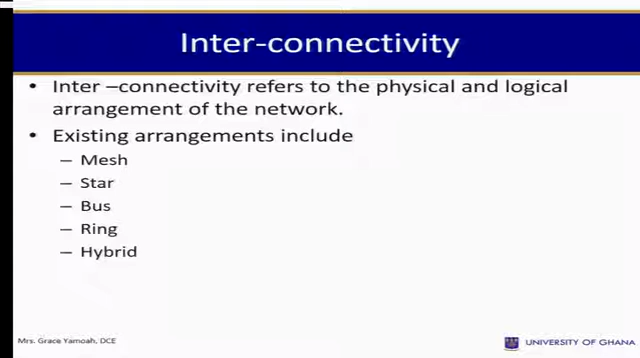 Inter-connectivity
• Inter –connectivity refers to the physical and logical
arrangement of the network.
• Existing arrangements include
– Mesh
– Star
– Bus
– Ring
– Hybrid
Mrs. Grace Yamoah, DCE
UNIVERSITY OF GHANA